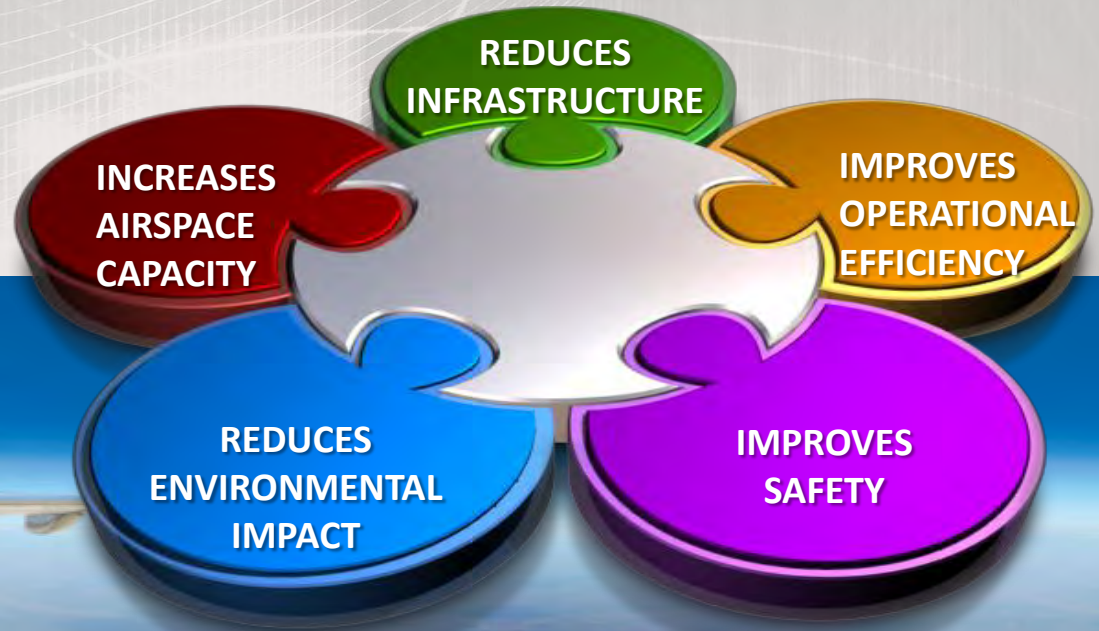 REDUCES
INFRASTRUCTURE
INCREASES
AIRSPACE
CAPACITY
IMPROVES
OPERATIONAL
EFFICIENCY
REDUCES
ENVIRONMENTAL
IMPACT
IMPROVES
SAFETY